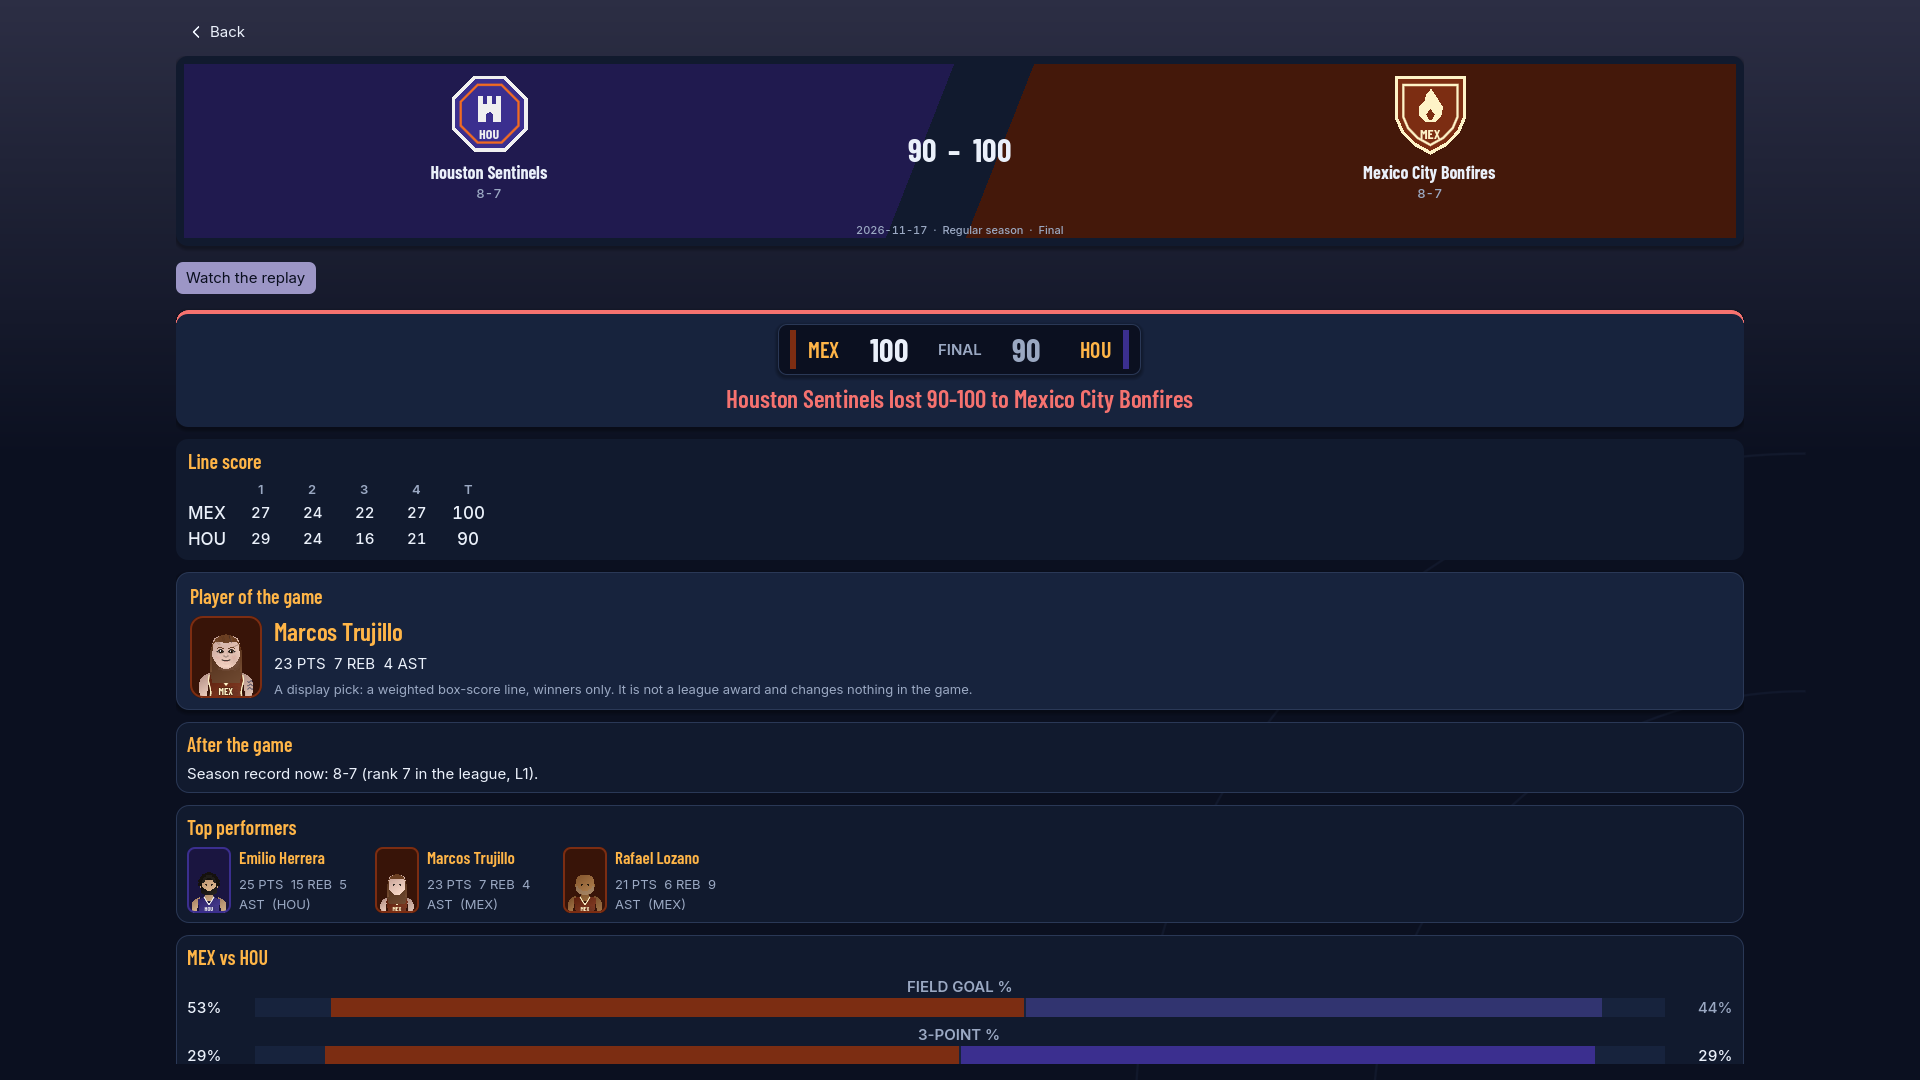 Back
HOU
MEX
Houston Sentinels
8-7
90 – 100
Mexico City Bonfires
8-7
2026-11-17 · Regular season · Final
Watch the replay
MEX 100 FINAL 90 HOU
Houston Sentinels lost 90-100 to Mexico City Bonfires
Line score
1 2 3 4 T
MEX 27 24 22 27 100
HOU 29 24 16 21 90
Player of the game
MEX
Marcos Trujillo
23 PTS 7 REB 4 AST
A display pick: a weighted box-score line, winners only. It is not a league award and changes nothing in the game.
After the game
Season record now: 8-7 (rank 7 in the league, L1).
Top performers
Emilio Herrera
25 PTS 15 REB 5
AST (HOU)
HOU
Marcos Trujillo
23 PTS 7 REB 4
AST (MEX)
MEX
Rafael Lozano
21 PTS 6 REB 9
AST (MEX)
MEX
MEX vs HOU
FIELD GOAL %
53% 44%
3-POINT %
29% 29%